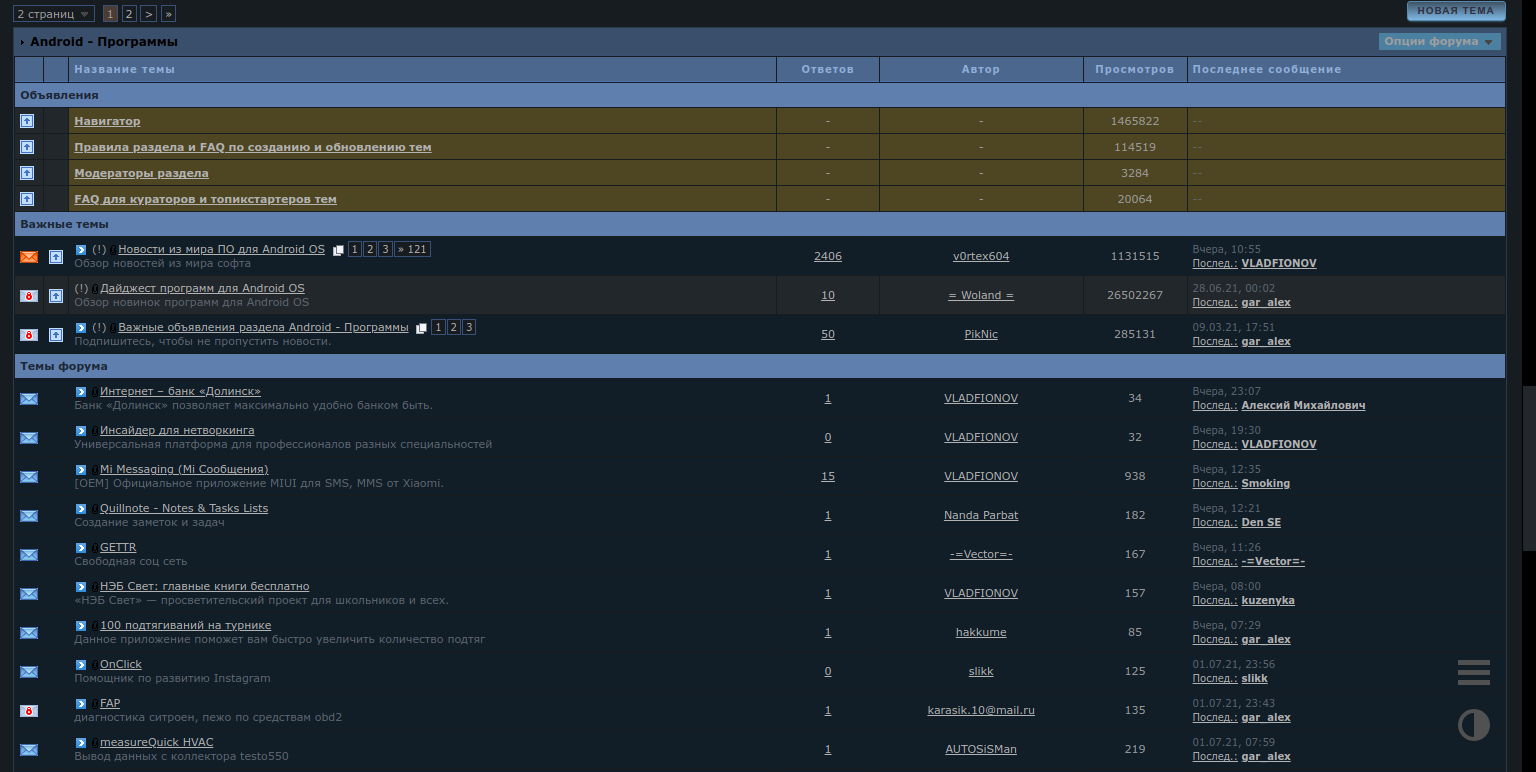 2 страниц 1 2 > »
НОВАЯ ТЕМА
Android - Программы
Опции форума
Название темы Ответов Автор Просмотров Последнее сообщение
Объявления
Навигатор - - 1465822 --
Правила раздела и FAQ по созданию и обновлению тем - - 114519 --
Модераторы раздела - - 3284 --
FAQ для кураторов и топикстартеров тем - - 20064 --
Важные темы
(!) Новости из мира ПО для Android OS 1 2 3 » 121
Обзор новостей из мира софта
2406 v0rtex604 1131515
Вчера, 10:55
Послед.: VLADFIONOV
(!) Дайджест программ для Android OS
Обзор новинок программ для Android OS
10 = Woland = 26502267
28.06.21, 00:02
Послед.: gar_alex
(!) Важные объявления раздела Android - Программы 1 2 3
Подпишитесь, чтобы не пропустить новости.
50 PikNic 285131
09.03.21, 17:51
Послед.: gar_alex
Темы форума
Интернет – банк «Долинск»
Банк «Долинск» позволяет максимально удобно банком быть.
1 VLADFIONOV 34
Вчера, 23:07
Послед.: Алексий Михайлович
Инсайдер для нетворкинга
Универсальная платформа для профессионалов разных специальностей
0 VLADFIONOV 32
Вчера, 19:30
Послед.: VLADFIONOV
Mi Messaging (Mi Сообщения)
[OEM] Официальное приложение MIUI для SMS, MMS от Xiaomi.
15 VLADFIONOV 938
Вчера, 12:35
Послед.: Smoking
Quillnote - Notes & Tasks Lists
Создание заметок и задач
1 Nanda Parbat 182
Вчера, 12:21
Послед.: Den SE
GETTR
Свободная соц сеть
1 -=Vector=- 167
Вчера, 11:26
Послед.: -=Vector=-
НЭБ Свет: главные книги бесплатно
«НЭБ Свет» — просветительский проект для школьников и всех.
1 VLADFIONOV 157
Вчера, 08:00
Послед.: kuzenyka
100 подтягиваний на турнике
Данное приложение поможет вам быстро увеличить количество подтяг
1 hakkume 85
Вчера, 07:29
Послед.: gar_alex
OnClick
Помощник по развитию Instagram
0 slikk 125
01.07.21, 23:56
Послед.: slikk
FAP
диагностика ситроен, пежо по средствам obd2
1 karasik.10@mail.ru 135
01.07.21, 23:43
Послед.: gar_alex
measureQuick HVAC
Вывод данных с коллектора testo550
1 AUTOSiSMan 219
01.07.21, 07:59
Послед.: gar_alex